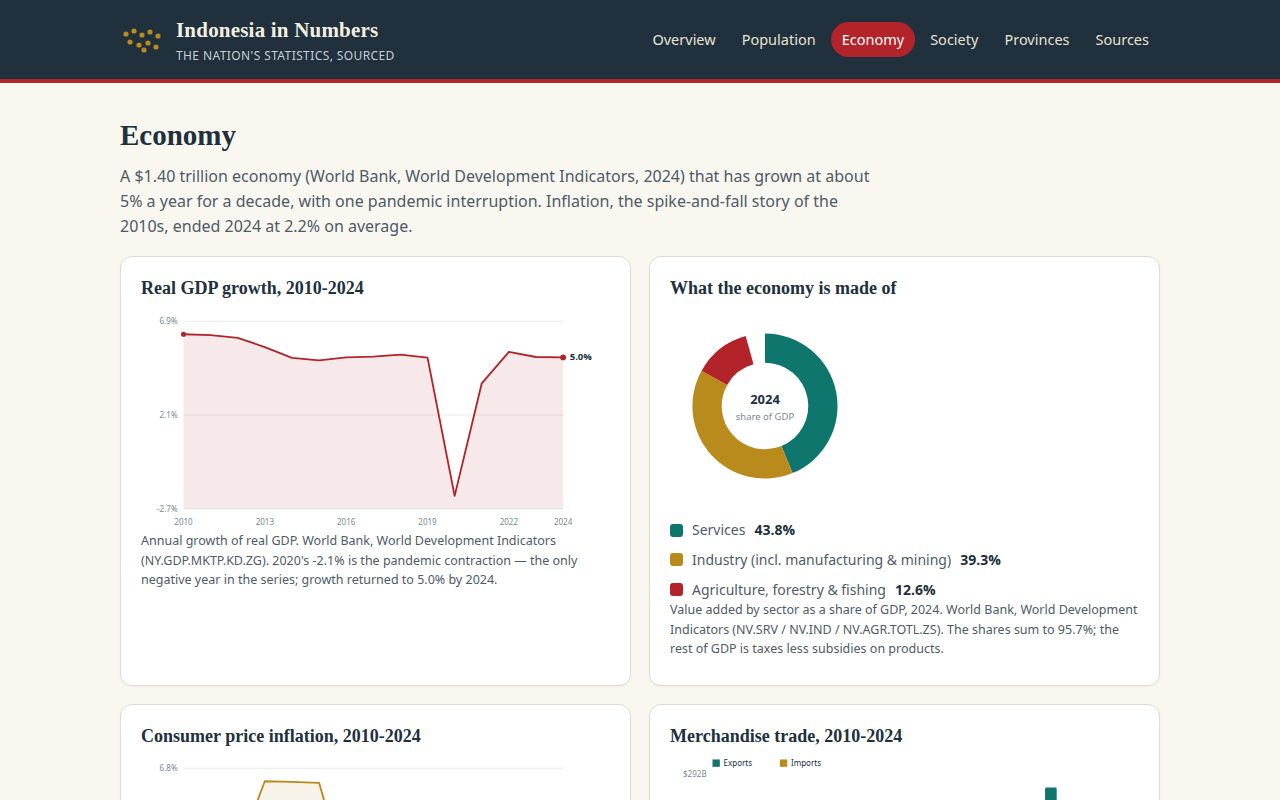 Indonesia in Numbers
THE NATION'S STATISTICS, SOURCED
Overview Population Economy Society Provinces Sources
Economy
A $1.40 trillion economy (World Bank, World Development Indicators, 2024) that has grown at about
5% a year for a decade, with one pandemic interruption. Inflation, the spike-and-fall story of the
2010s, ended 2024 at 2.2% on average.
Real GDP growth, 2010-2024
6.9%
5.0%
2.1%
-2.7%
2010 2013 2016 2019 2022 2024
Annual growth of real GDP. World Bank, World Development Indicators
(NY.GDP.MKTP.KD.ZG). 2020's -2.1% is the pandemic contraction — the only
negative year in the series; growth returned to 5.0% by 2024.
What the economy is made of
2024
share of GDP
Services 43.8%
Industry (incl. manufacturing & mining) 39.3%
Agriculture, forestry & fishing 12.6%
Value added by sector as a share of GDP, 2024. World Bank, World Development
Indicators (NV.SRV / NV.IND / NV.AGR.TOTL.ZS). The shares sum to 95.7%; the
rest of GDP is taxes less subsidies on products.
Consumer price inflation, 2010-2024
6.8%
Merchandise trade, 2010-2024
Exports Imports
$292B